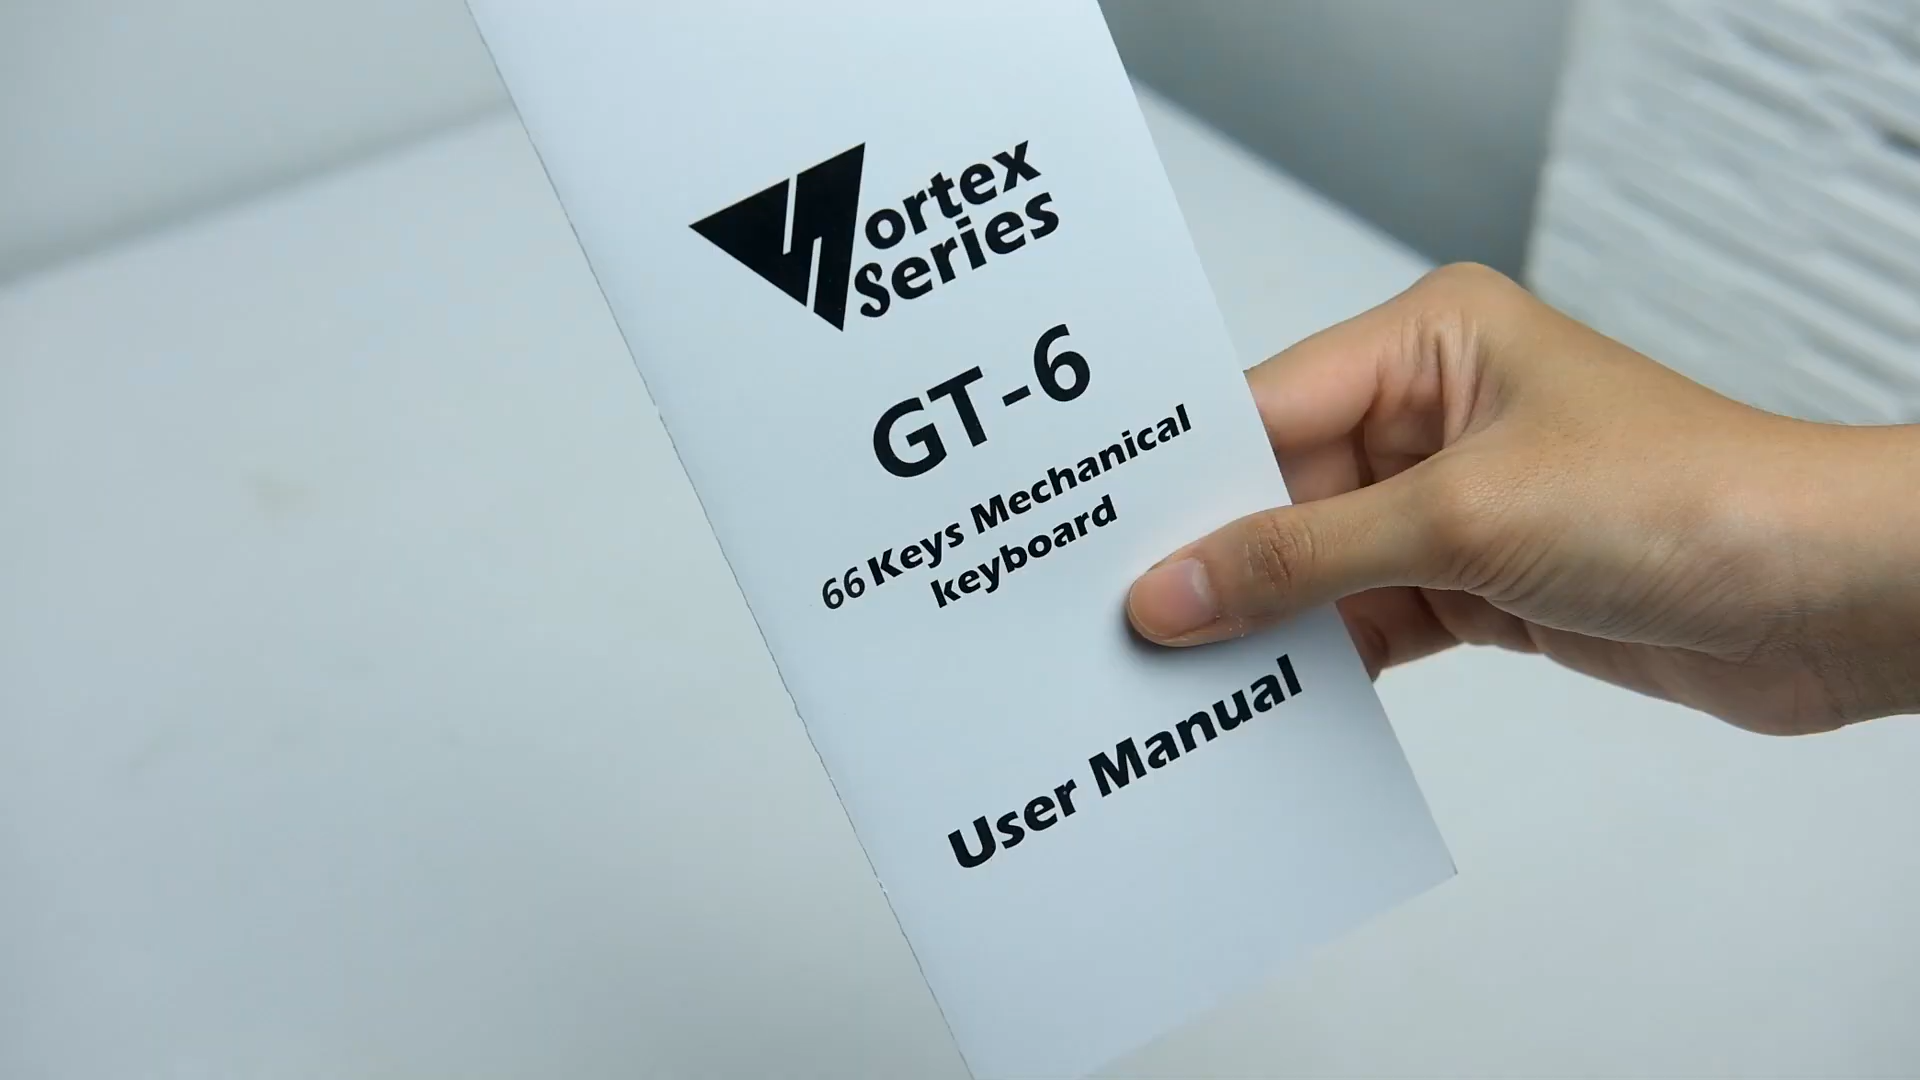 Vortex
Series
GT-6
66 Keys Mechanical
keyboard
User Manual